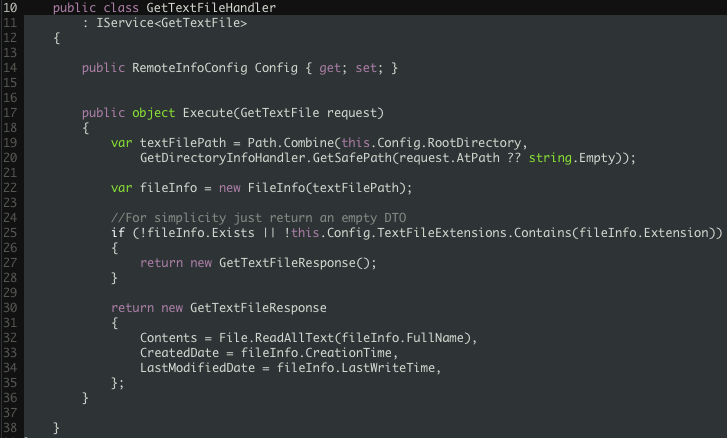 10 public class GetTextFileHandler
11 : IService<GetTextFile>
12 {
13
14 public RemoteInfoConfig Config { get; set; }
15
16
17 public object Execute(GetTextFile request)
18 {
19 var textFilePath = Path.Combine(this.Config.RootDirectory,
20 GetDirectoryInfoHandler.GetSafePath(request.AtPath ?? string.Empty));
21
22 var fileInfo = new FileInfo(textFilePath);
23
24 //For simplicity just return an empty DTO
25 if (!fileInfo.Exists || !this.Config.TextFileExtensions.Contains(fileInfo.Extension))
26 {
27 return new GetTextFileResponse();
28 }
29
30 return new GetTextFileResponse
31 {
32 Contents = File.ReadAllText(fileInfo.FullName),
33 CreatedDate = fileInfo.CreationTime,
34 LastModifiedDate = fileInfo.LastWriteTime,
35 };
36 }
37
38 }